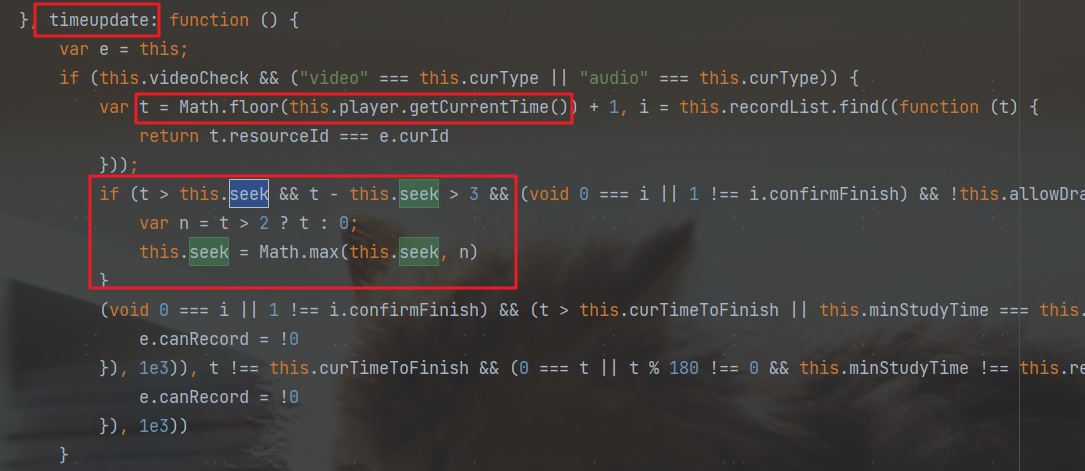 }, timeupdate: function () {
var e = this;
if (this.videoCheck && ("video" === this.curType || "audio" === this.curType)) {
var t = Math.floor(this.player.getCurrentTime()) + 1, i = this.recordList.find((function (t) {
return t.resourceId === e.curId
}));
if (t > this.seek && t - this.seek > 3 && (void 0 === i || 1 !== i.confirmFinish) && !this.allowDra
var n = t > 2 ? t : 0;
this.seek = Math.max(this.seek, n)
}
(void 0 === i || 1 !== i.confirmFinish) && (t > this.curTimeToFinish || this.minStudyTime === this.
e.canRecord = !0
}), 1e3)), t !== this.curTimeToFinish && (0 === t || t % 180 !== 0 && this.minStudyTime !== this.re
e.canRecord = !0
}), 1e3))
}